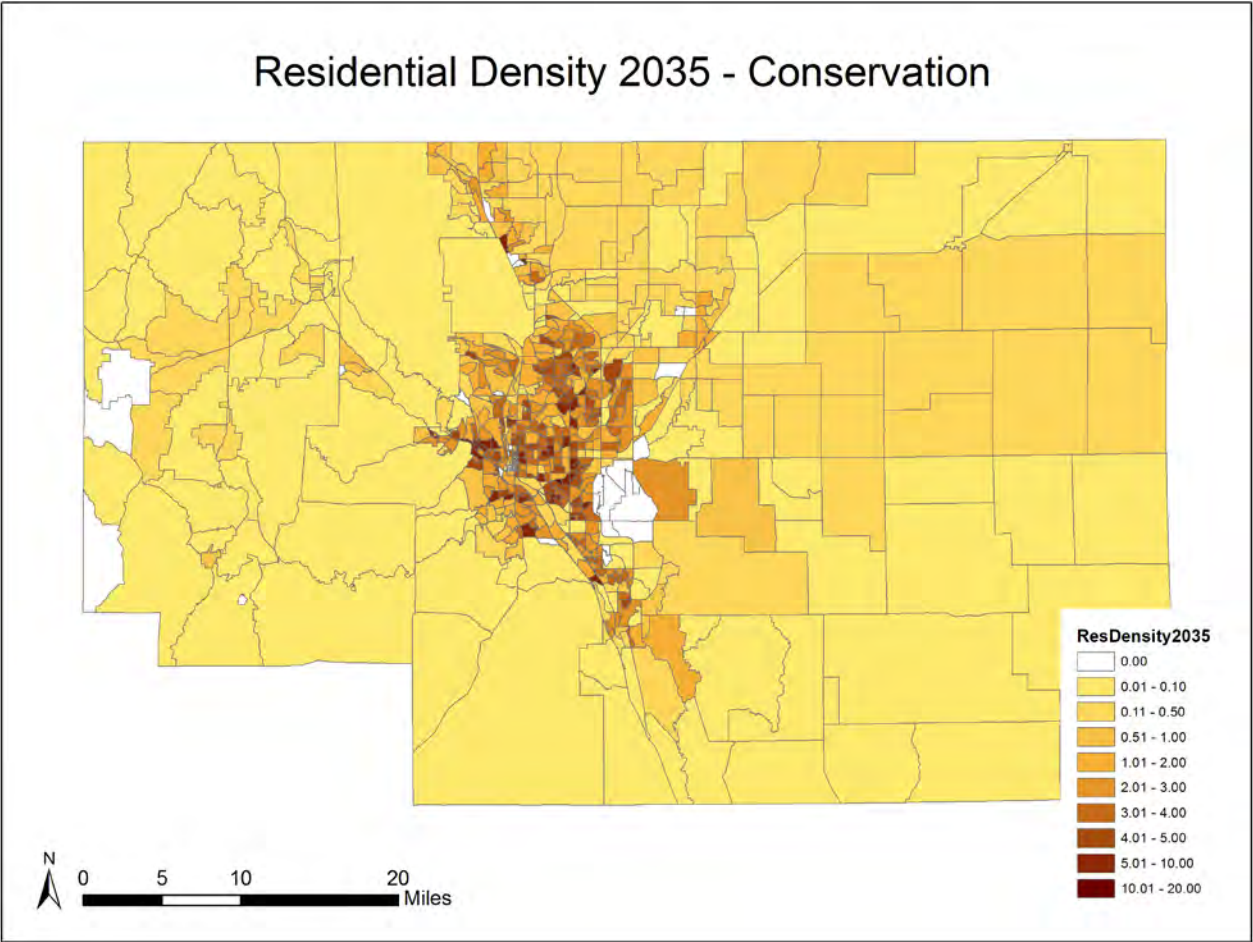 Residential Density 2035 - Conservation
ResDensity2035
0.00
0.01 - 0.10
0.11 - 0.50
0.51 - 1.00
1.01 - 2.00
2.01 - 3.00
3.01 - 4.00
4.01 - 5.00
5.01 - 10.00
10.01 - 20.00
N
0 5 10 20
Miles